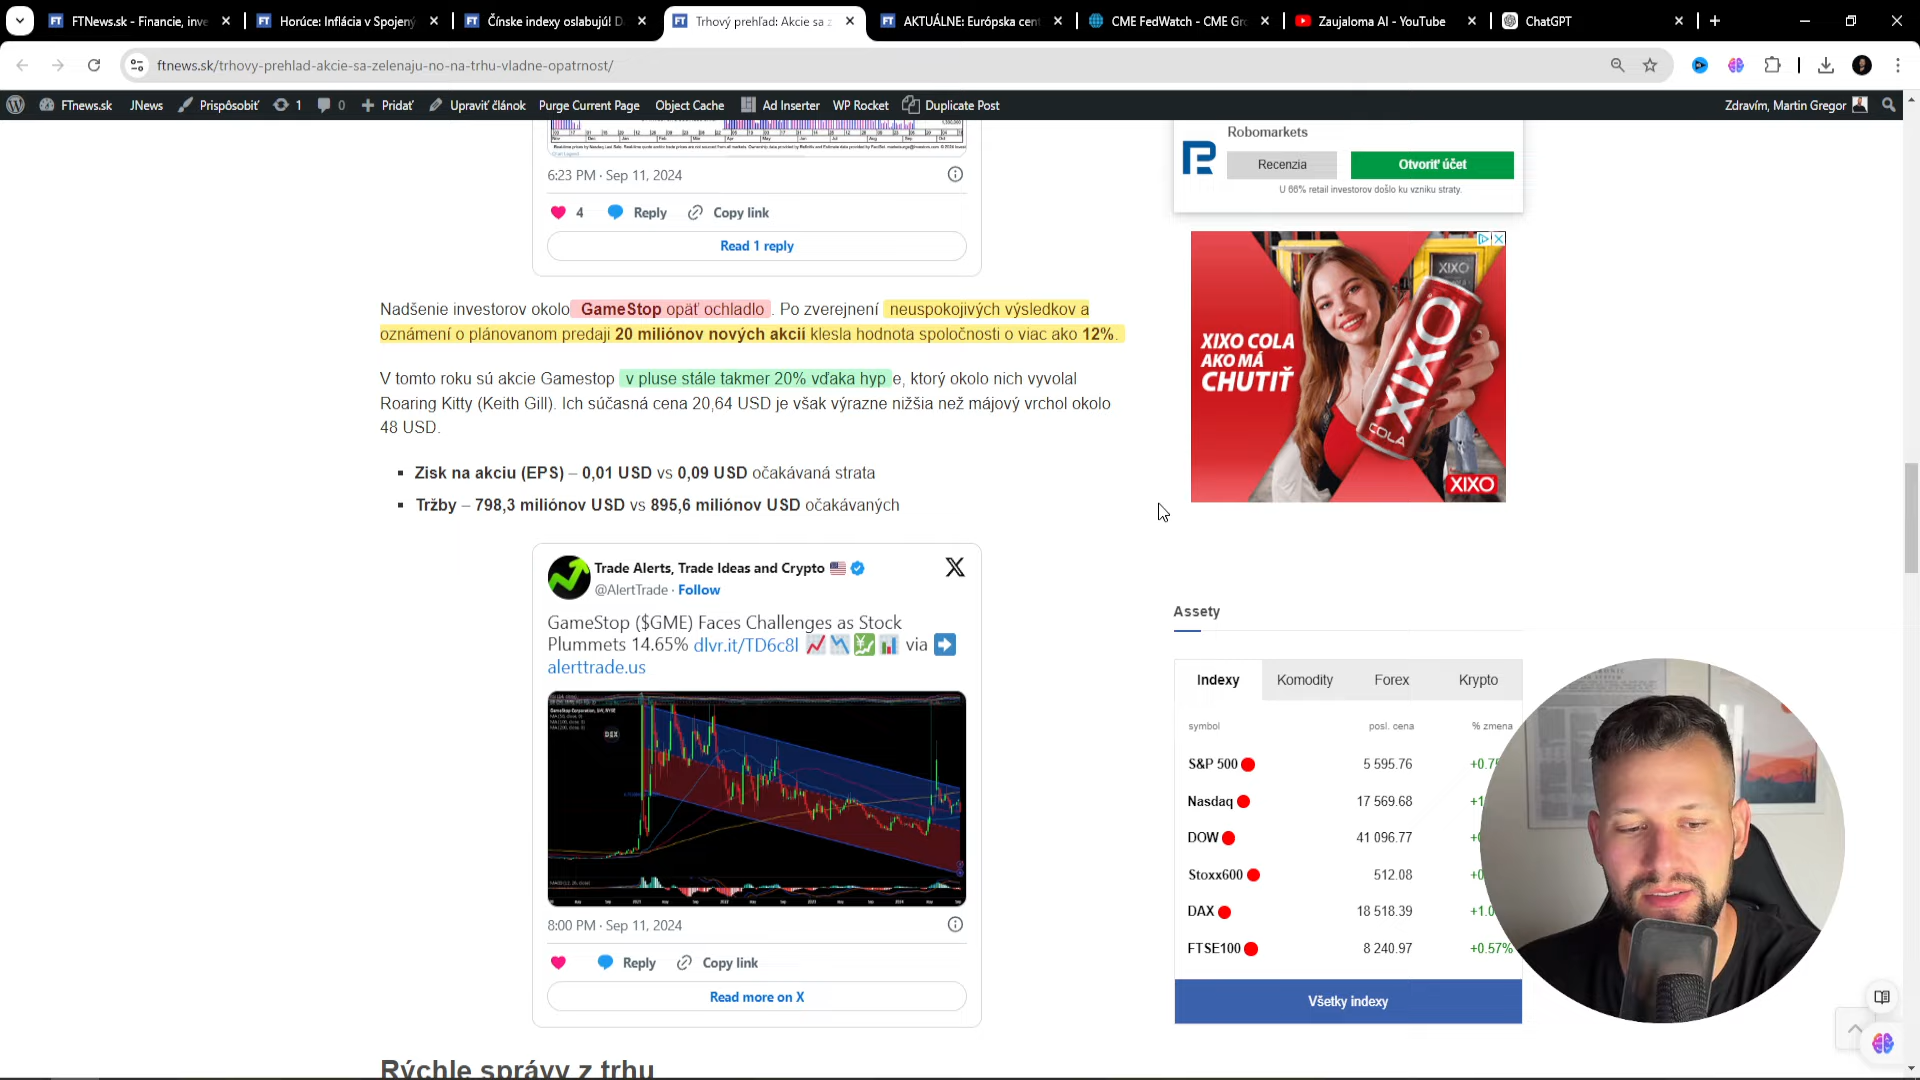 FTNews.sk - Financie, inve
Horúce: Inflácia v Spojený
Čínske indexy oslabujú! D
Trhový prehľad: Akcie sa z
AKTUÁLNE: Európska cen
CME FedWatch - CME Gro
Zaujaloma AI - YouTube
ChatGPT
ftnews.sk/trhovy-prehlad-akcie-sa-zelenaju-no-na-trhu-vladne-opatrnost/
FTnews.sk
JNews
Prispôsobiť
1
0
Pridať
Upraviť článok
Purge Current Page
Object Cache
Ad Inserter
WP Rocket
Duplicate Post
Zdravím, Martin Gregor
6:23 PM · Sep 11, 2024
4 Reply Copy link
Read 1 reply
Nadšenie investorov okolo GameStop opäť ochladlo. Po zverejnení neuspokojivých výsledkov a
oznámení o plánovanom predaji 20 miliónov nových akcií klesla hodnota spoločnosti o viac ako 12%.
V tomto roku sú akcie Gamestop v pluse stále takmer 20% vďaka hype, ktorý okolo nich vyvolal
Roaring Kitty (Keith Gill). Ich súčasná cena 20,64 USD je však výrazne nižšia než májový vrchol okolo
48 USD.
▪ Zisk na akciu (EPS) – 0,01 USD vs 0,09 USD očakávaná strata
▪ Tržby – 798,3 miliónov USD vs 895,6 miliónov USD očakávaných
Trade Alerts, Trade Ideas and Crypto 🇺🇸
@AlertTrade · Follow
GameStop ($GME) Faces Challenges as Stock
Plummets 14.65% dlvr.it/TD6c8l 📈📉💹📊 via ➡️
alerttrade.us
DEX
8:00 PM · Sep 11, 2024
Reply Copy link
Read more on X
Rýchle správy z trhu
Robomarkets
Recenzia
Otvoriť účet
U 66% retail investorov došlo ku vzniku straty.
XIXO COLA
AKO MÁ
CHUTIŤ
XIXO
XIXO
COLA
XIXO
Assety
Indexy Komodity Forex Krypto
symbol posl. cena % zmena
S&P 500 5 595.76
Nasdaq 17 569.68
DOW 41 096.77
Stoxx600 512.08
DAX 18 518.39
FTSE100 8 240.97 +0.57%
Všetky indexy